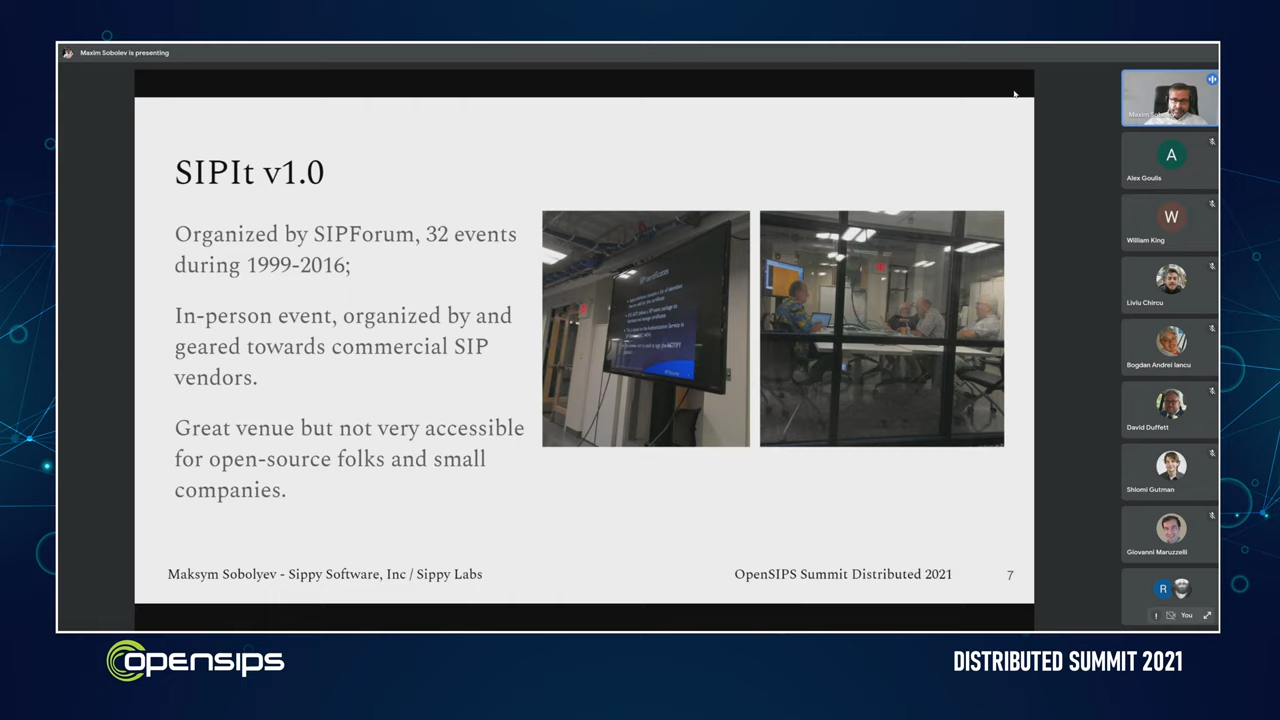 Maxim Sobolev is presenting
SIPIt v1.0
Organized by SIPForum, 32 events
during 1999-2016;
In-person event, organized by and
geared towards commercial SIP
vendors.
Great venue but not very accessible
for open-source folks and small
companies.
Maksym Sobolyev - Sippy Software, Inc / Sippy Labs
OpenSIPS Summit Distributed 2021
7
A
Alex Goulis
W
William King
Liviu Chircu
Bogdan Andrei Iancu
David Duffett
Shlomi Gutman
Giovanni Maruzzelli
R
You
OPENSIPS
DISTRIBUTED SUMMIT 2021